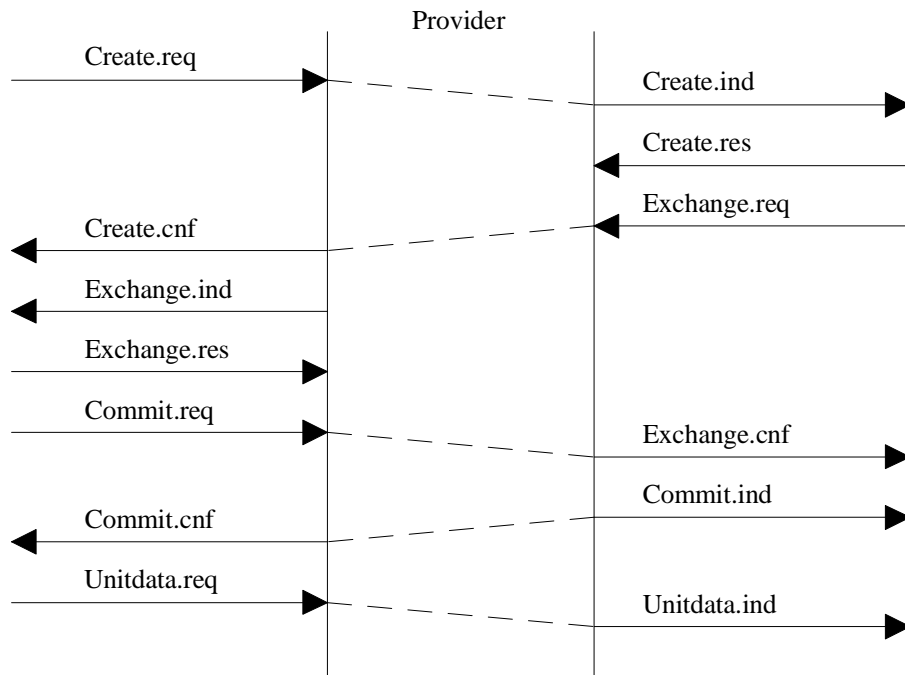 Provider
Create.req
Create.ind
Create.res
Exchange.req
Create.cnf
Exchange.ind
Exchange.res
Commit.req
Exchange.cnf
Commit.ind
Commit.cnf
Unitdata.req
Unitdata.ind